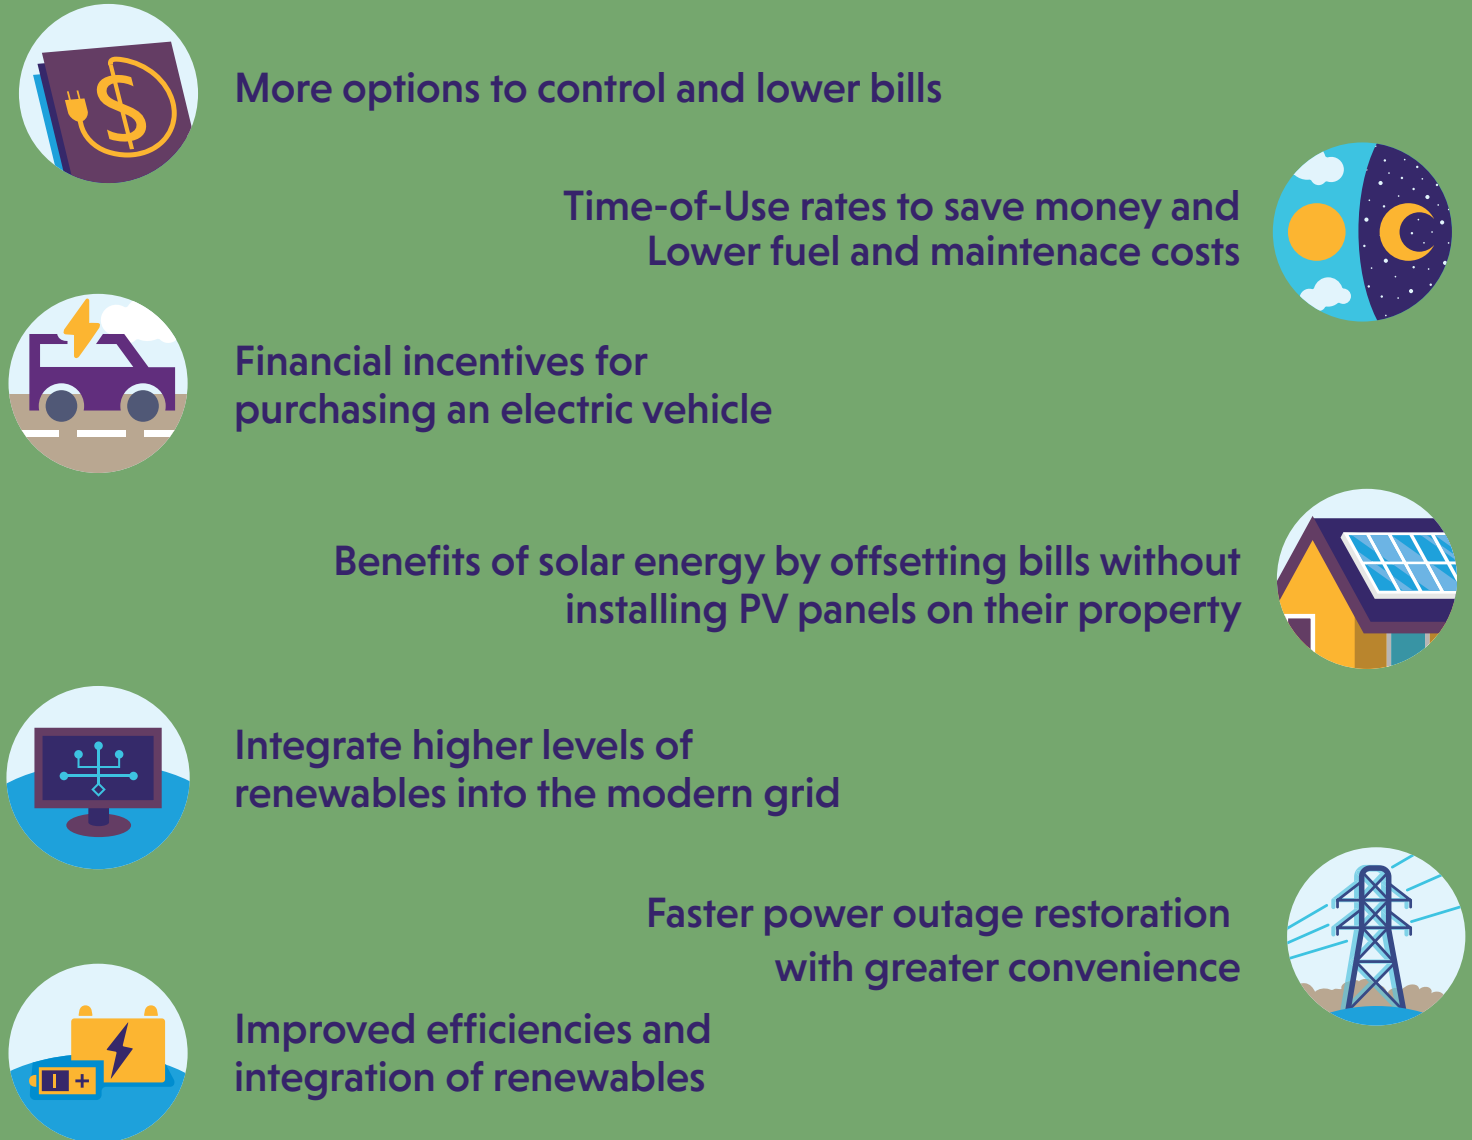 More options to control and lower bills
Time-of-Use rates to save money and
Lower fuel and maintenace costs
Financial incentives for
purchasing an electric vehicle
Benefits of solar energy by offsetting bills without
installing PV panels on their property
Integrate higher levels of
renewables into the modern grid
Faster power outage restoration
with greater convenience
Improved efficiencies and
integration of renewables